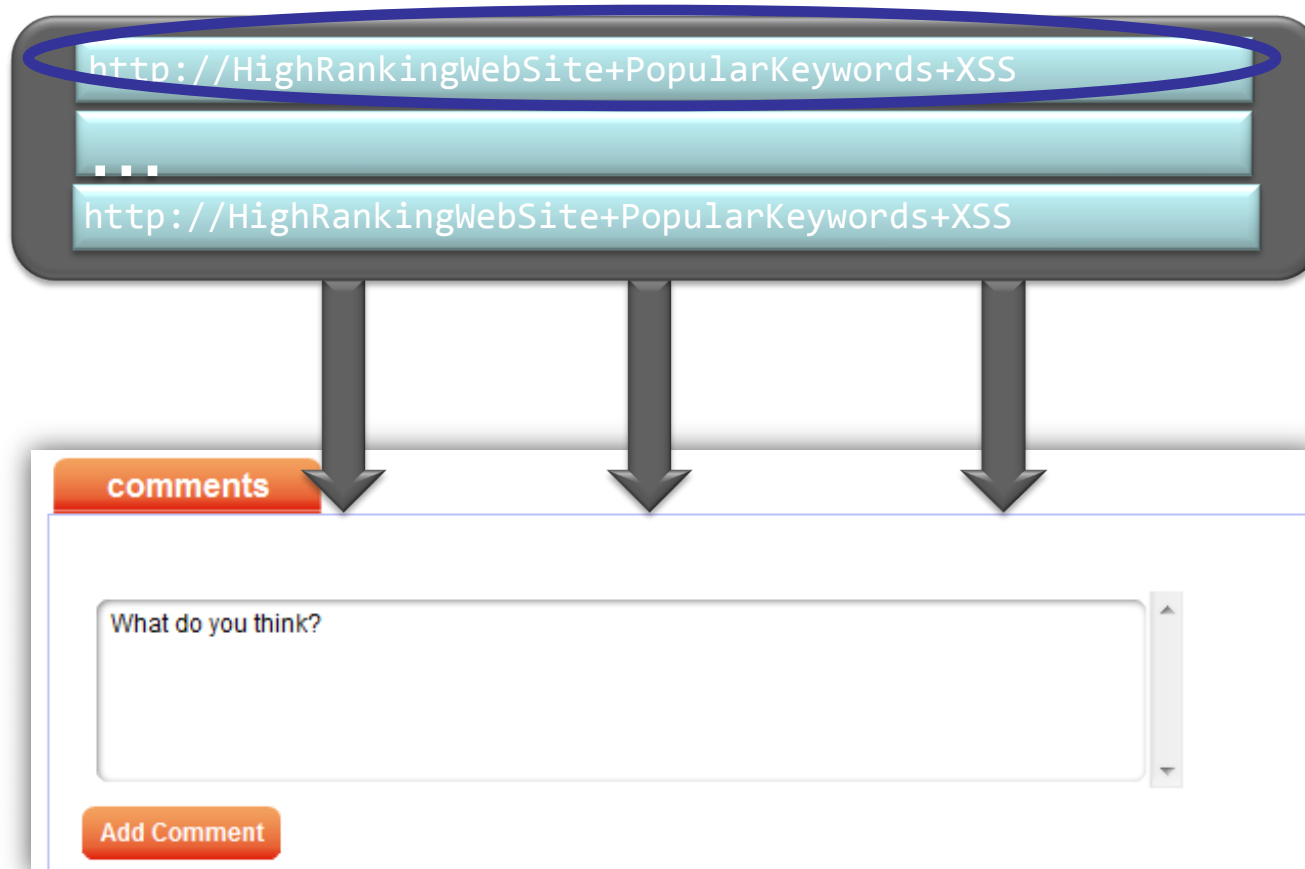 http://HighRankingWebSite+PopularKeywords+XSS
...
http://HighRankingWebSite+PopularKeywords+XSS
comments
What do you think?
Add Comment